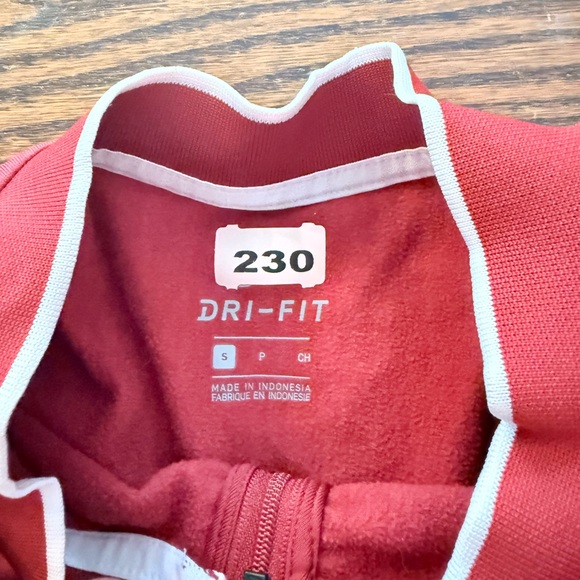 230
DRI-FIT
S P CH
MADE IN INDONESIA
FABRIQUE EN INDONESIE